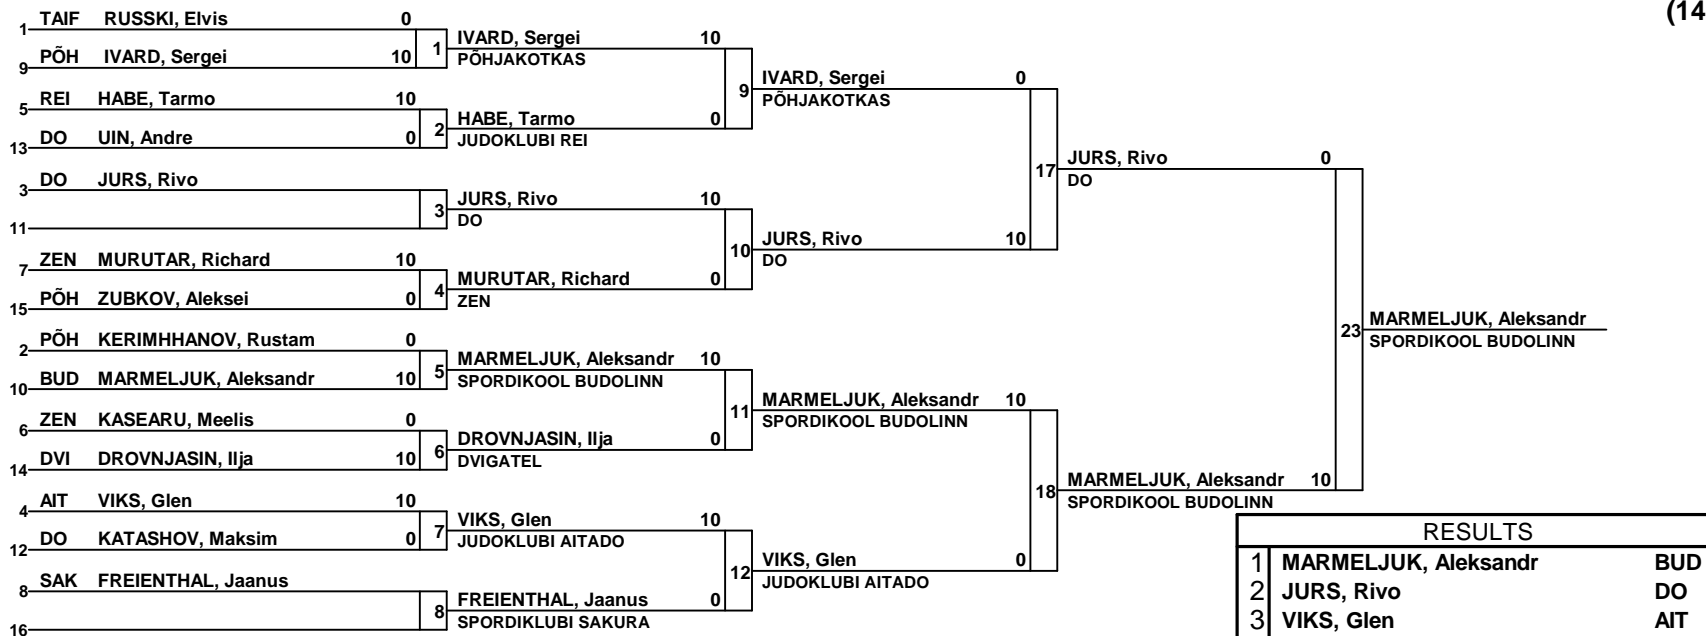 (14
1 TAIF RUSSKI, Elvis 0
9 PÕH IVARD, Sergei 10
1 IVARD, Sergei 10
PÕHJAKOTKAS
5 REI HABE, Tarmo 10
13 DO UIN, Andre 0
2 HABE, Tarmo 0
JUDOKLUBI REI
9 IVARD, Sergei 0
PÕHJAKOTKAS
3 DO JURS, Rivo
11
3 JURS, Rivo 10
DO
7 ZEN MURUTAR, Richard 10
15 PÕH ZUBKOV, Aleksei 0
4 MURUTAR, Richard 0
ZEN
10 JURS, Rivo 10
DO
17 JURS, Rivo 0
DO
2 PÕH KERIMHHANOV, Rustam 0
10 BUD MARMELJUK, Aleksandr 10
5 MARMELJUK, Aleksandr 10
SPORDIKOOL BUDOLINN
6 ZEN KASEARU, Meelis 0
14 DVI DROVNJASIN, Ilja 10
6 DROVNJASIN, Ilja 0
DVIGATEL
11 MARMELJUK, Aleksandr 10
SPORDIKOOL BUDOLINN
4 AIT VIKS, Glen 10
12 DO KATASHOV, Maksim 0
7 VIKS, Glen 10
JUDOKLUBI AITADO
8 SAK FREIENTHAL, Jaanus
16
8 FREIENTHAL, Jaanus 0
SPORDIKLUBI SAKURA
12 VIKS, Glen 0
JUDOKLUBI AITADO
18 MARMELJUK, Aleksandr 10
SPORDIKOOL BUDOLINN
23 MARMELJUK, Aleksandr
SPORDIKOOL BUDOLINN
RESULTS
1 MARMELJUK, Aleksandr BUD
2 JURS, Rivo DO
3 VIKS, Glen AIT